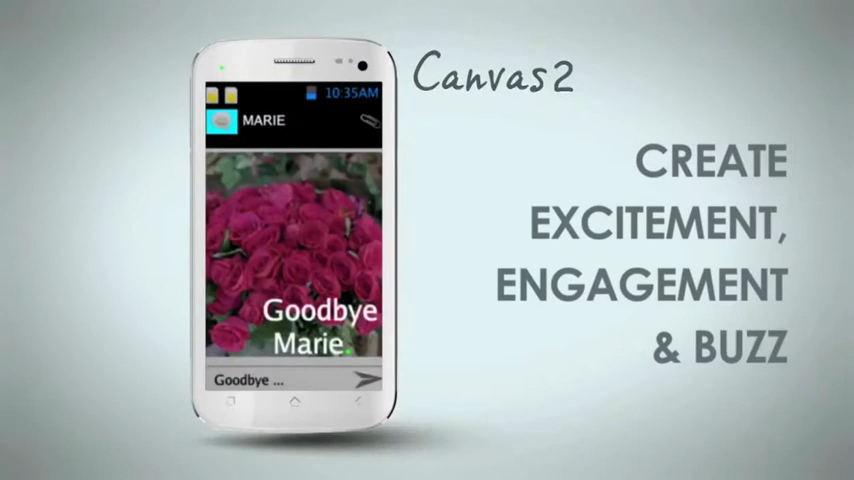 Canvas2
10:35AM
MARIE
Goodbye
Marie.
Goodbye ...
CREATE
EXCITEMENT,
ENGAGEMENT
& BUZZ